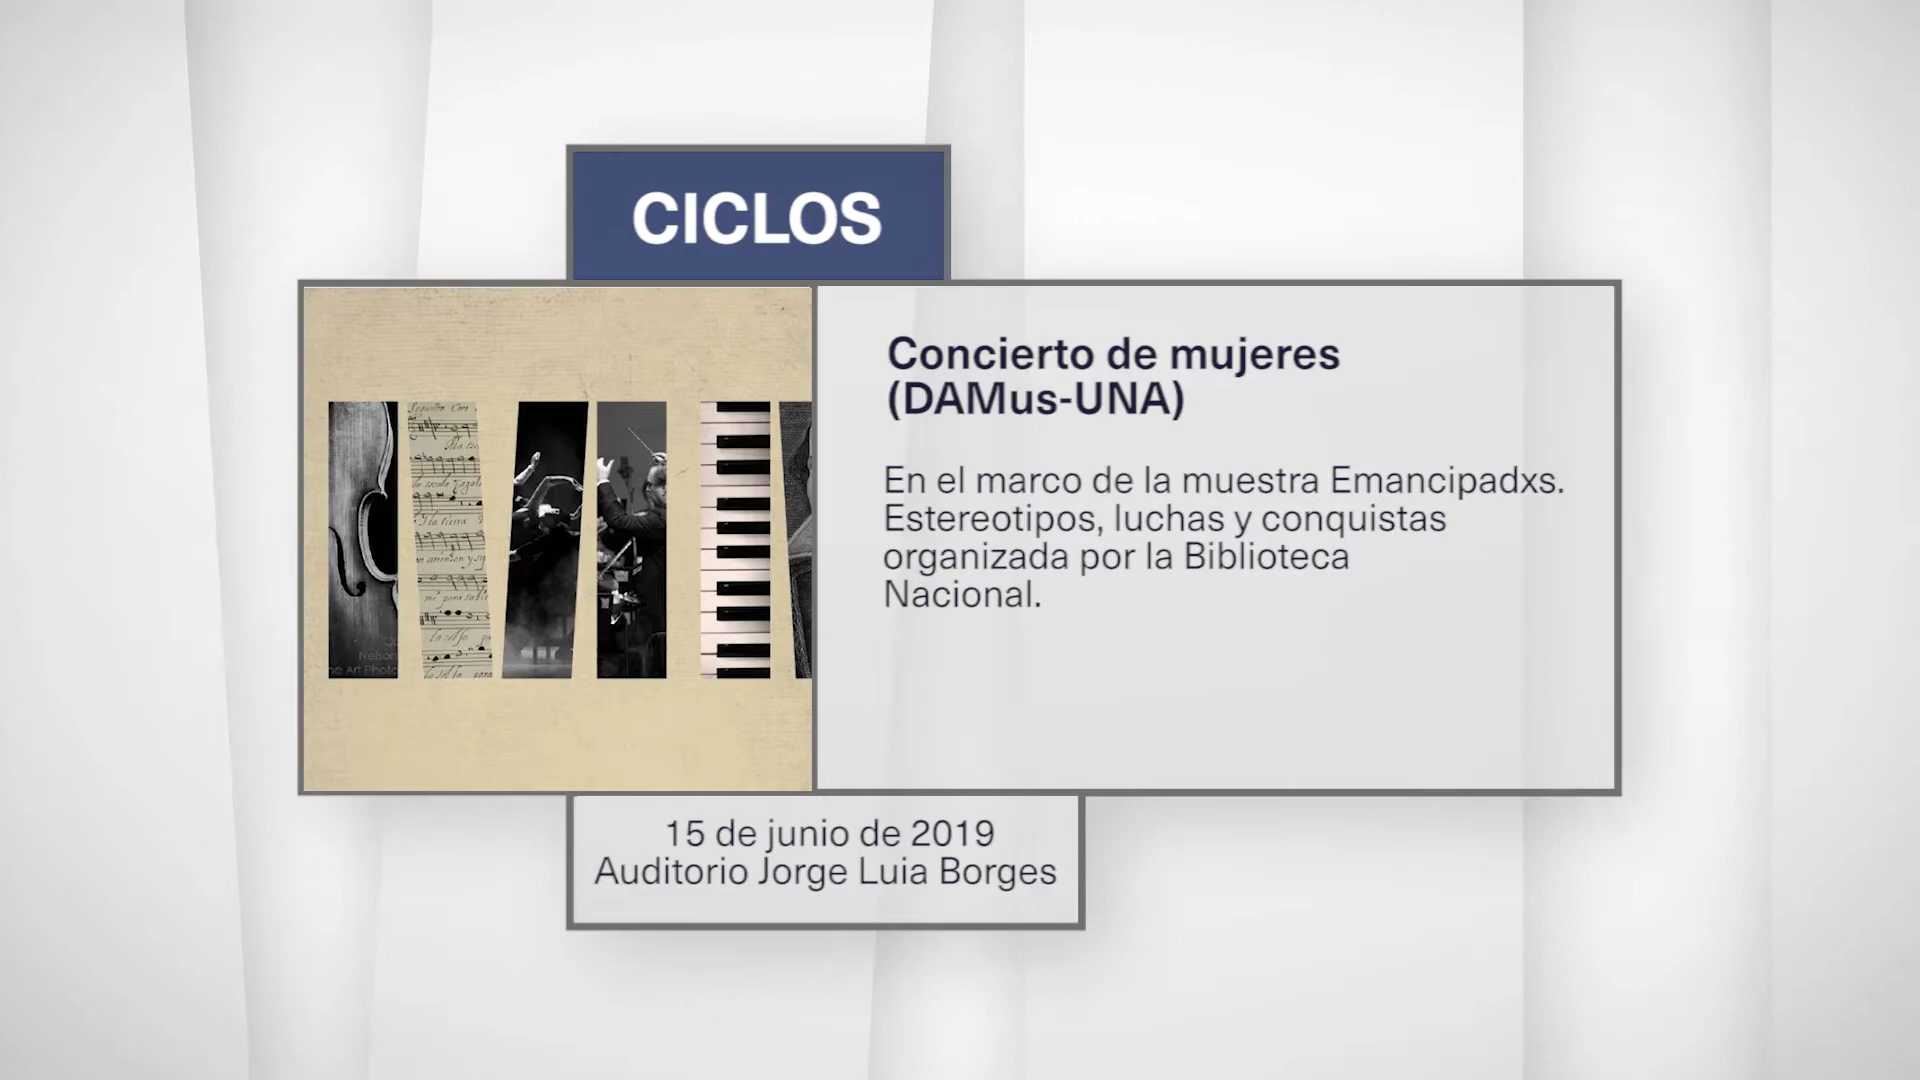 CICLOS
Concierto de mujeres
(DAMus-UNA)
En el marco de la muestra Emancipadxs.
Estereotipos, luchas y conquistas
organizada por la Biblioteca
Nacional.
Nelson
15 de junio de 2019
Auditorio Jorge Luia Borges